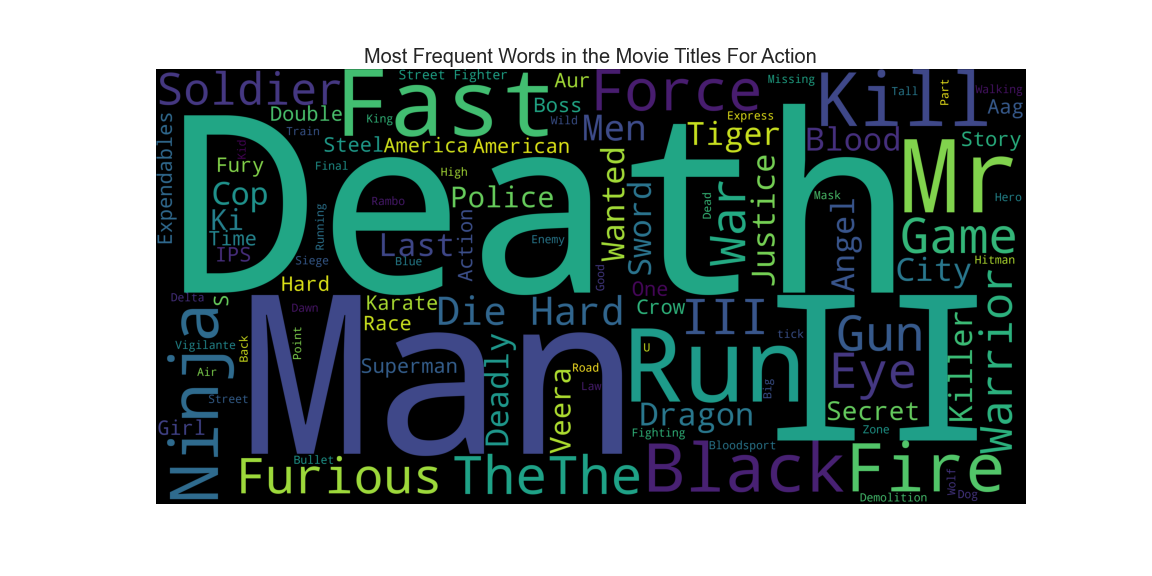 Most Frequent Words in the Movie Titles For Action
Soldier
Fast
Street Fighter
Aur
Force
Missing
Kill
Tall
Part
Walking
Aag
Double
King
Boss
Wild
Men
Express
Tiger
Blood
Story
Train
Steel
America
American
Expendables
Fury
Kid
Final
High
Police
Wanted
Sword
Dead
War
Justice
Mask
Angel
Mr
Hero
Death
Cop
Rambo
Ki
Running
Time
IPS
Last
Action
Enemy
Game
Siege
Blue
Good
City
Hitman
Hard
One
Delta
S
Dawn
Karate
Die Hard
Crow
III
II
Gun
Killer
Warrior
Ninja
Man
Race
Run
tick
Vigilante
Back
Point
Superman
Deadly
Veera
Road
U
Eye
Air
Law
Big
Street
Dragon
Secret
Girl
Fighting
Zone
Bloodsport
Bullet
Furious
TheThe
Black
Fire
Wolf
Dog
Demolition